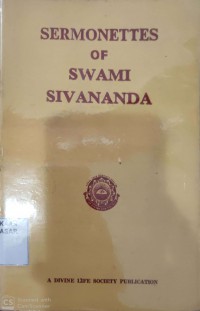 SERMONETTES
OF
SWAMI
SIVANANDA
A DIVINE LIFE SOCIETY PUBLICATION